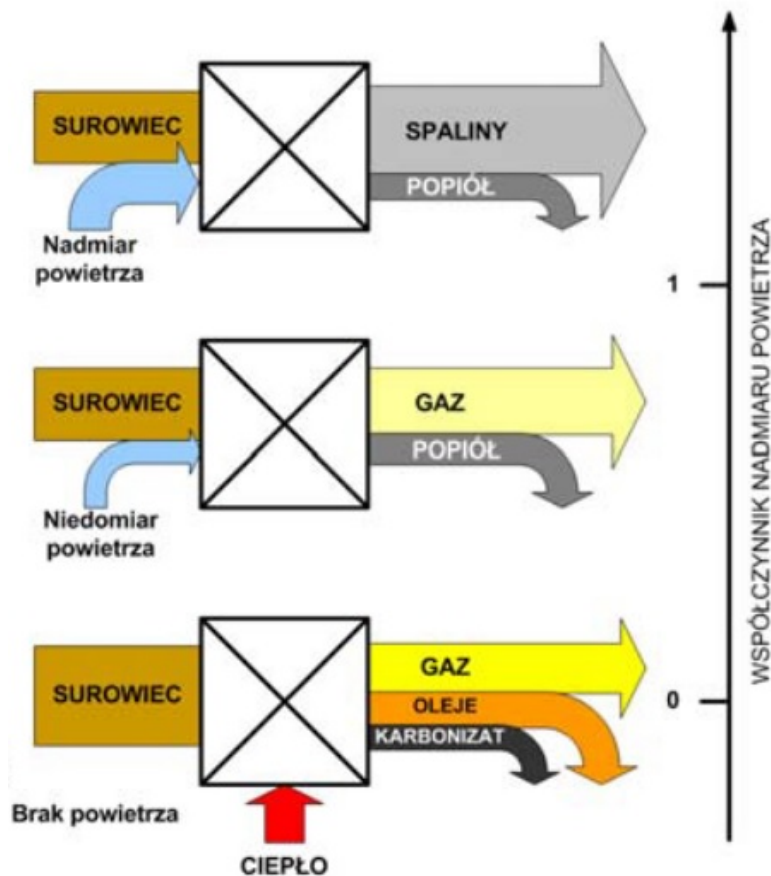 SUROWIEC
SPALINY
POPIÓŁ
Nadmiar
powietrza
1
SUROWIEC
GAZ
POPIÓŁ
Niedomiar
powietrza
SUROWIEC
GAZ
OLEJE
KARBONIZAT
0
Brak powietrza
CIEPŁO
WSPÓŁCZYNNIK NADMIARU POWIETRZA